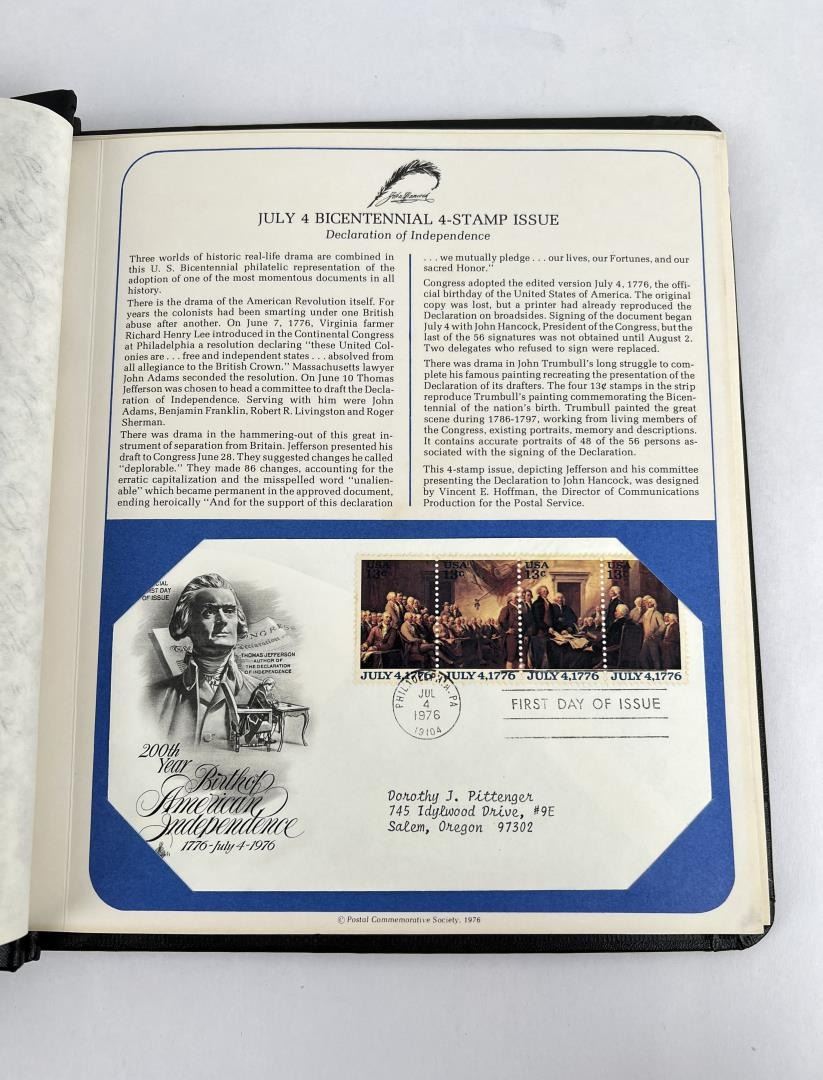 John Hancock
JULY 4 BICENTENNIAL 4-STAMP ISSUE
Declaration of Independence
Three worlds of historic real-life drama are combined in
this U. S. Bicentennial philatelic representation of the
adoption of one of the most momentous documents in all
history.
There is the drama of the American Revolution itself. For
years the colonists had been smarting under one British
abuse after another. On June 7, 1776, Virginia farmer
Richard Henry Lee introduced in the Continental Congress
at Philadelphia a resolution declaring "these United Col-
onies are . . . free and independent states . . . absolved from
all allegiance to the British Crown." Massachusetts lawyer
John Adams seconded the resolution. On June 10 Thomas
Jefferson was chosen to head a committee to draft the Decla-
ration of Independence. Serving with him were John
Adams, Benjamin Franklin, Robert R. Livingston and Roger
Sherman.
There was drama in the hammering-out of this great in-
strument of separation from Britain. Jefferson presented his
draft to Congress June 28. They suggested changes he called
"deplorable." They made 86 changes, accounting for the
erratic capitalization and the misspelled word "unalien-
able" which became permanent in the approved document,
ending heroically "And for the support of this declaration
. . . we mutually pledge . . . our lives, our Fortunes, and our
sacred Honor."
Congress adopted the edited version July 4, 1776, the offi-
cial birthday of the United States of America. The original
copy was lost, but a printer had already reproduced the
Declaration on broadsides. Signing of the document began
July 4 with John Hancock, President of the Congress, but the
last of the 56 signatures was not obtained until August 2.
Two delegates who refused to sign were replaced.
There was drama in John Trumbull's long struggle to com-
plete his famous painting recreating the presentation of the
Declaration of its drafters. The four 13¢ stamps in the strip
reproduce Trumbull's painting commemorating the Bicen-
tennial of the nation's birth. Trumbull painted the great
scene during 1786-1797, working from living members of
the Congress, existing portraits, memory and descriptions.
It contains accurate portraits of 48 of the 56 persons as-
sociated with the signing of the Declaration.
This 4-stamp issue, depicting Jefferson and his committee
presenting the Declaration to John Hancock, was designed
by Vincent E. Hoffman, the Director of Communications
Production for the Postal Service.
DAY
OF ISSUE
CONGRESS
Declaration
THOMAS JEFFERSON
AUTHOR OF
THE DECLARATION
OF INDEPENDENCE
200th
Year
Birth of
American
Independence
1776-July 4-1976
USA USA USA USA
13c 13c 13c 13c
JULY 4,1776 JULY 4,1776 JULY 4,1776 JULY 4,1776
PHILADELPHIA, PA
JUL
4
1976
19104
FIRST DAY OF ISSUE
Dorothy J. Pittenger
745 Idylwood Drive, #9E
Salem, Oregon 97302
© Postal Commemorative Society, 1976